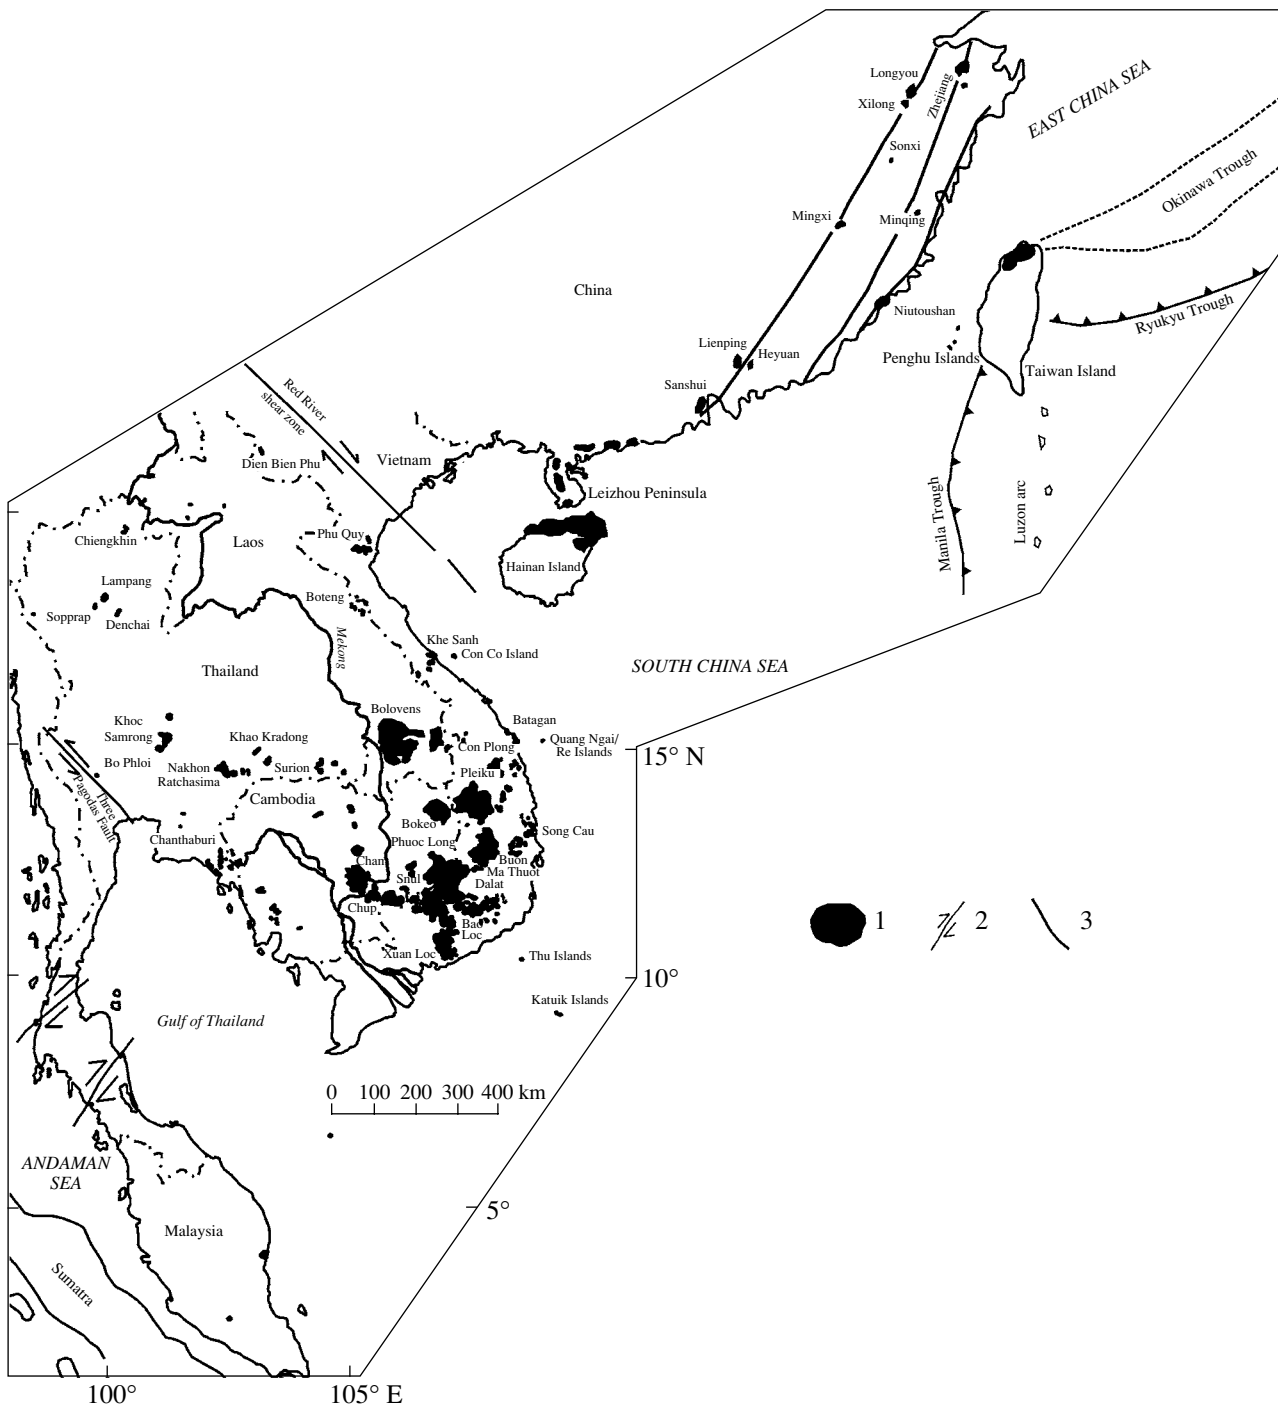 Longyou
Xilong
Zhejiang
EAST CHINA SEA
Sonxi
Okinawa Trough
Mingxi
Minqing
China
Niutoushan
Ryukyu Trough
Penghu Islands
Taiwan Island
Lienping
Heyuan
Sanshui
Red River
shear zone
Dien Bien Phu
Vietnam
Leizhou Peninsula
Manila Trough
Luzon arc
Chiengkhin
Laos
Phu Quy
Hainan Island
Lampang
Sopprap
Denchai
Boteng
Mekong
Khe Sanh
Con Co Island
SOUTH CHINA SEA
Thailand
Bolovens
Khoc
Samrong
Bo Phloi
Khao Kradong
Nakhon
Ratchasima
Surion
Batagan
Quang Ngai/
Re Islands
Con Plong
15° N
Pleiku
Three
Pagodas Fault
Cambodia
Bokeo
Chanthaburi
Phuoc Long
Song Cau
Cham
Buon
Ma Thuot
Snul
Dalat
Chup
Bao
Loc
Xuan Loc
Thu Islands
10°
Katuik Islands
1
2
3
Gulf of Thailand
0 100 200 300 400 km
ANDAMAN
SEA
5°
Malaysia
Sumatra
100°
105° E